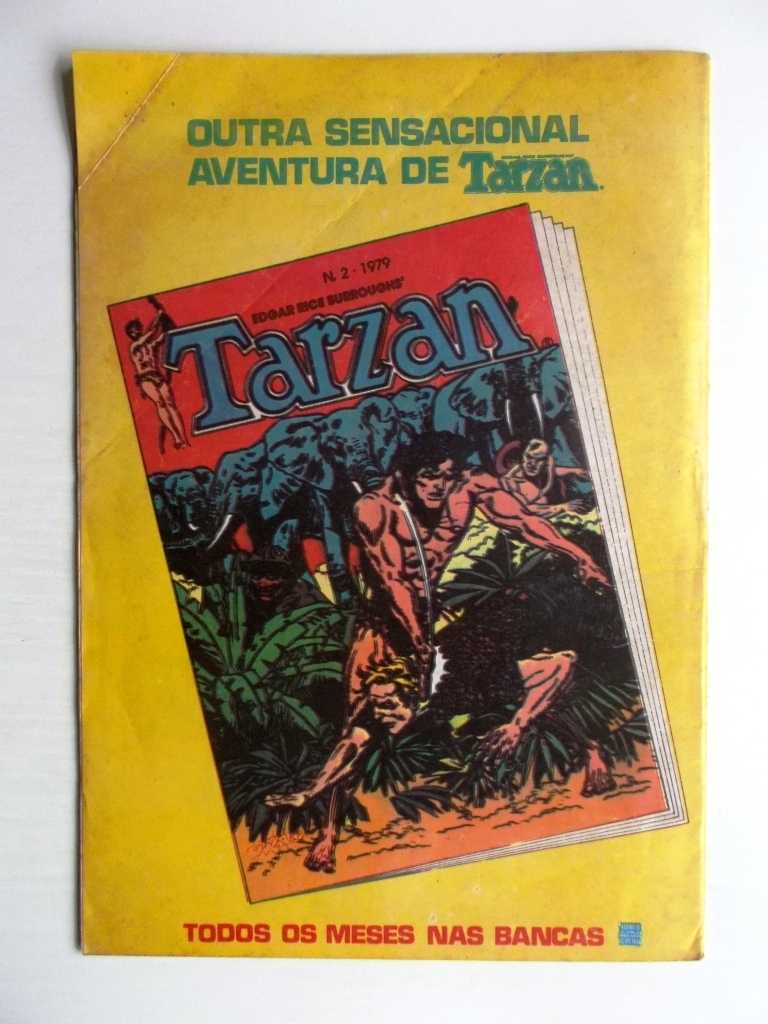 OUTRA SENSACIONAL
AVENTURA DE Tarzan
N. 2 - 1979
EDGAR RICE BURROUGHS'
Tarzan
TODOS OS MESES NAS BANCAS